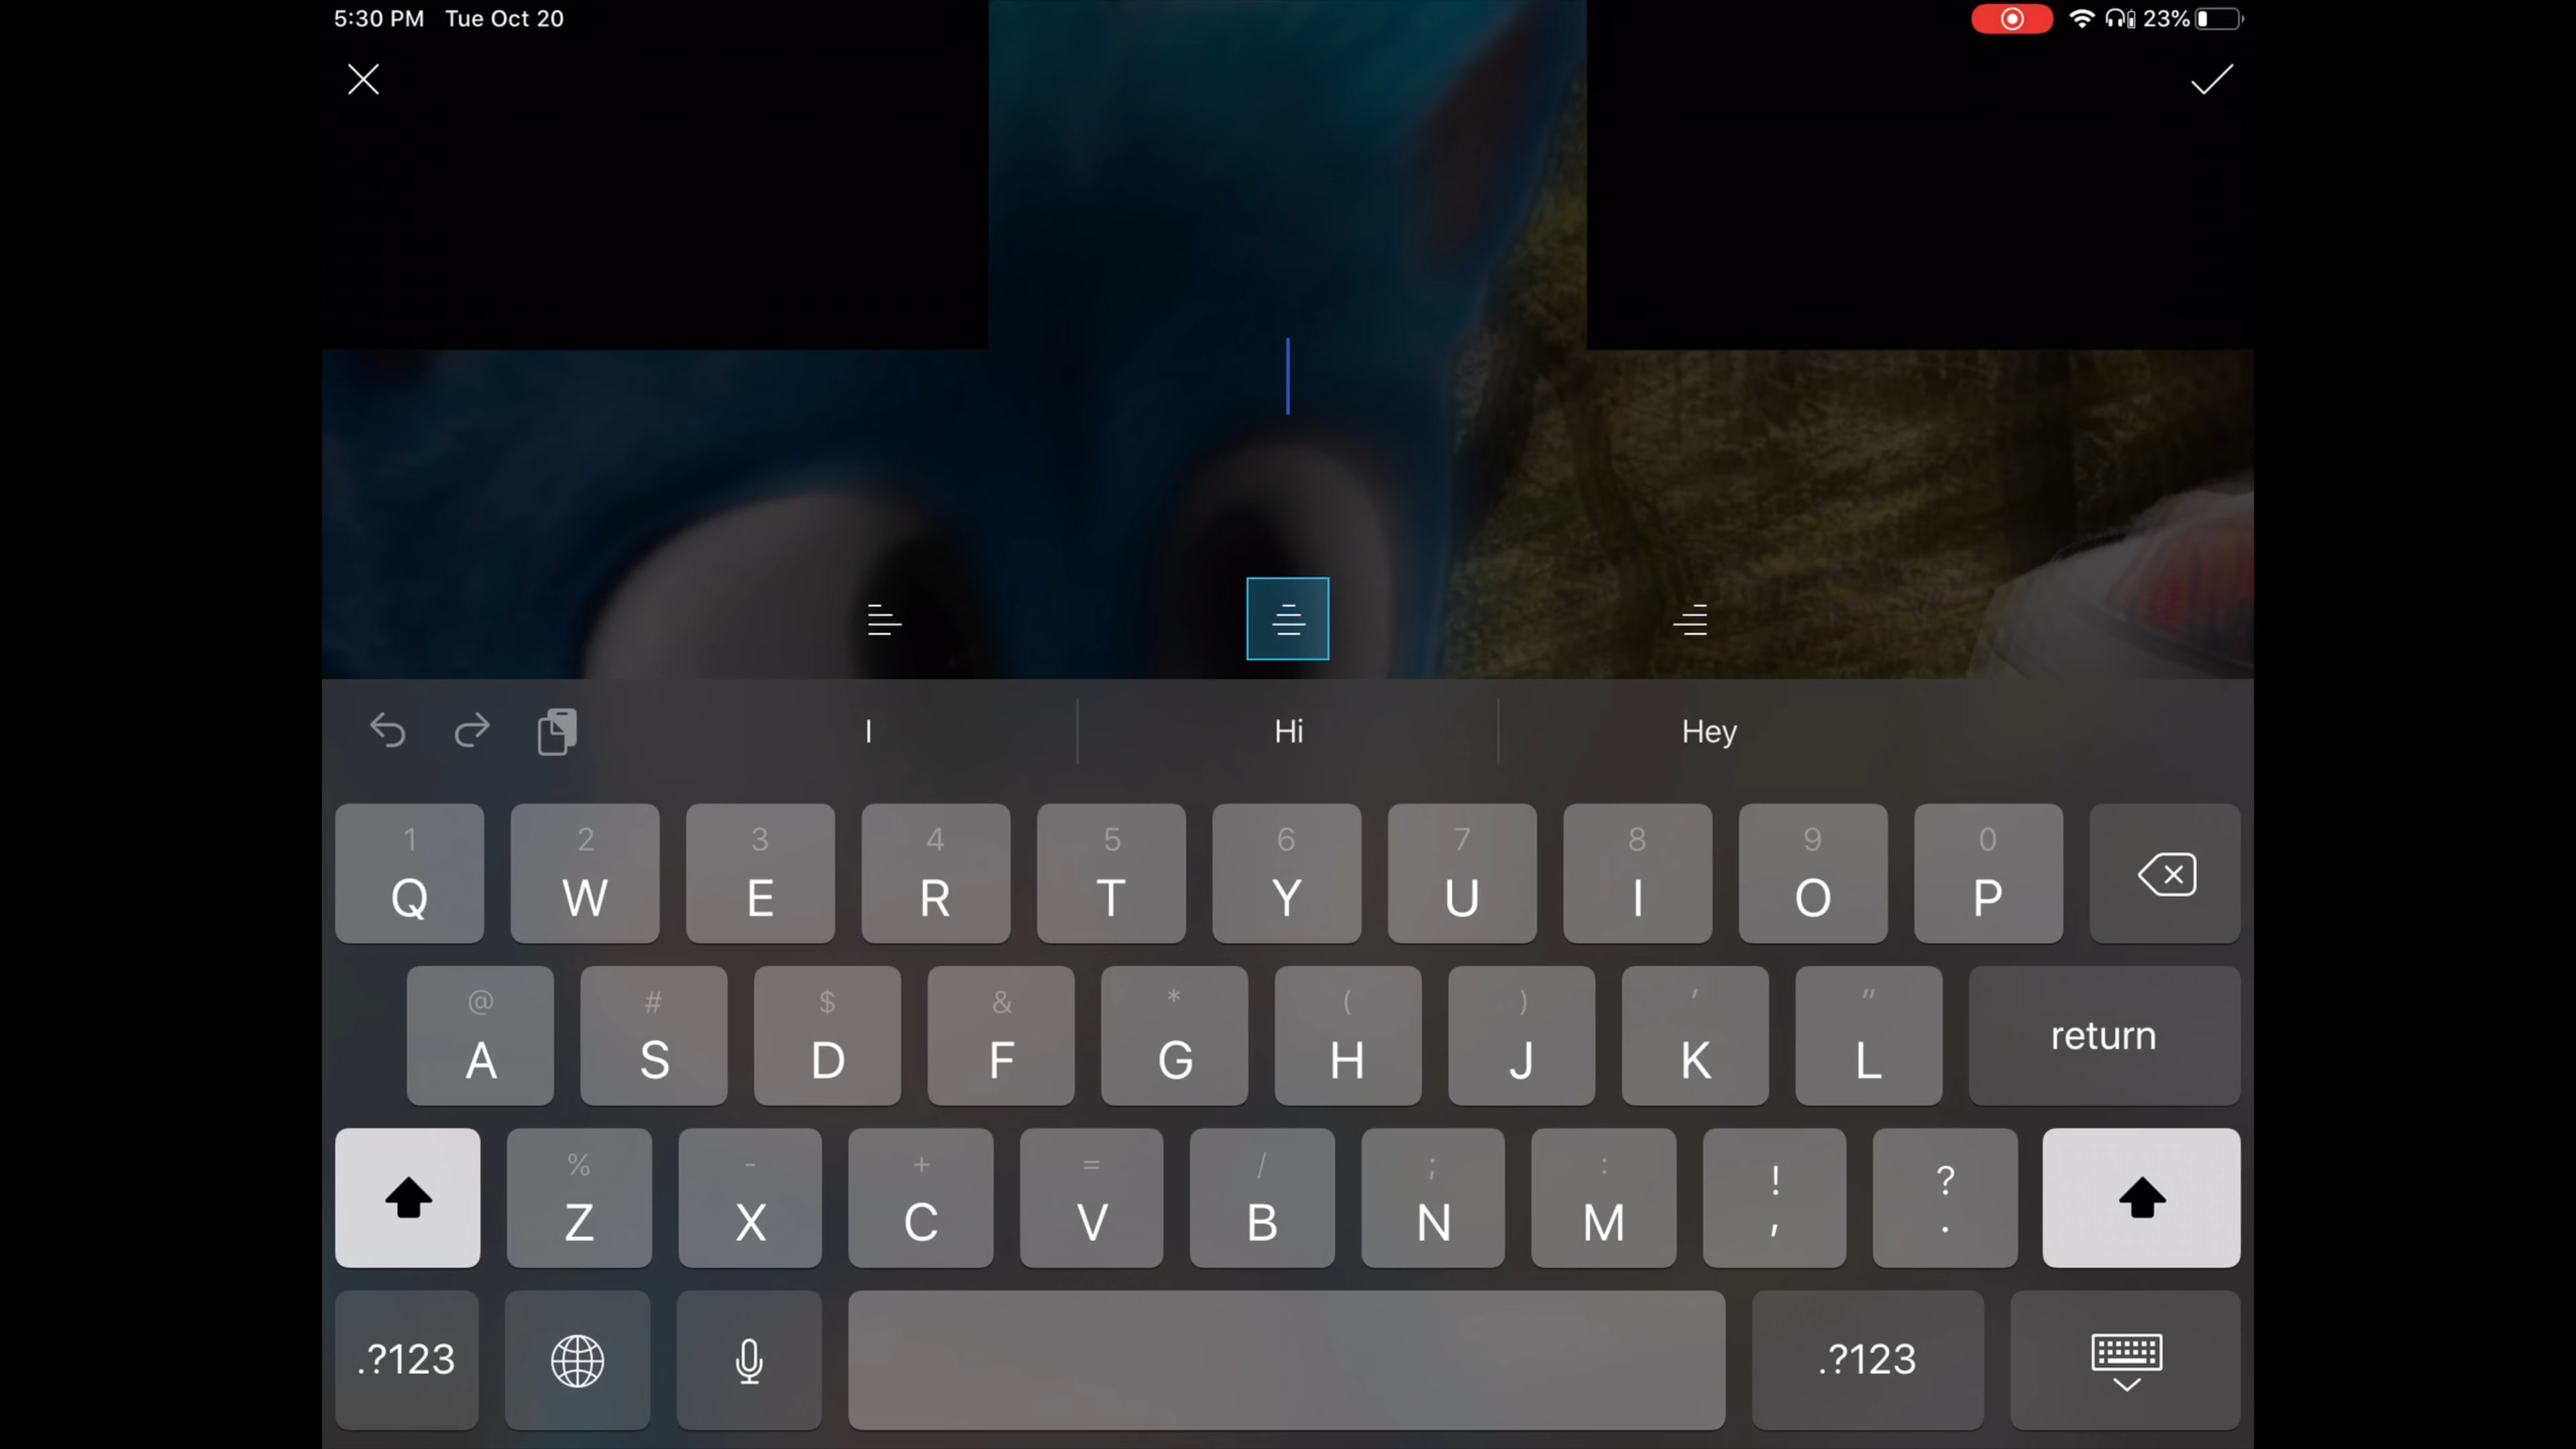 5:30 PM Tue Oct 20 23%
I Hi Hey
1 2 3 4 5 6 7 8 9 0
Q W E R T Y U I O P
@ # $ & * ( ) ' "
A S D F G H J K L return
% - + = / ; : ! ?
Z X C V B N M , .
.?123 .?123